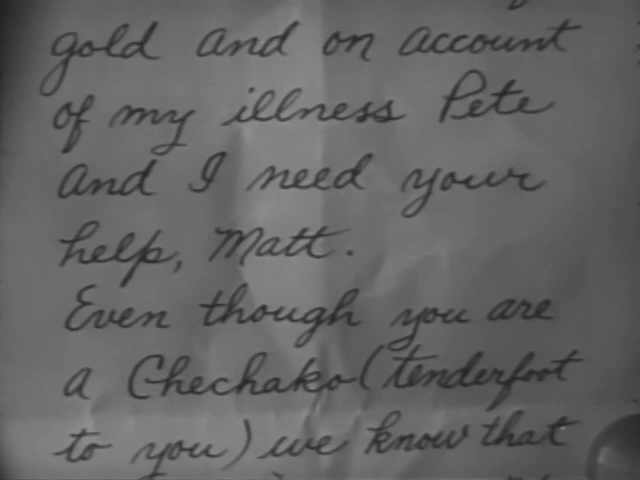 gold and on account
of my illness Pete
and I need your
help, Matt.
Even though you are
a Chechako (tenderfoot
to you) we know that